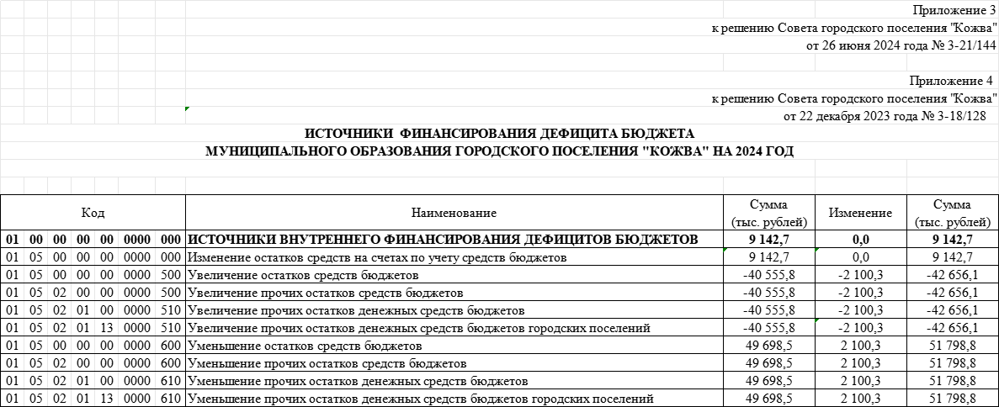 Приложение 3
к решению Совета городского поселения "Кожва"
от 26 июня 2024 года № 3-21/144
Приложение 4
к решению Совета городского поселения "Кожва"
от 22 декабря 2023 года № 3-18/128
ИСТОЧНИКИ ФИНАНСИРОВАНИЯ ДЕФИЦИТА БЮДЖЕТА
МУНИЦИПАЛЬНОГО ОБРАЗОВАНИЯ ГОРОДСКОГО ПОСЕЛЕНИЯ "КОЖВА" НА 2024 ГОД
Код Наименование Сумма (тыс. рублей) Изменение Сумма (тыс. рублей)
01 00 00 00 00 0000 000 ИСТОЧНИКИ ВНУТРЕННЕГО ФИНАНСИРОВАНИЯ ДЕФИЦИТОВ БЮДЖЕТОВ 9 142,7 0,0 9 142,7
01 05 00 00 00 0000 000 Изменение остатков средств на счетах по учету средств бюджетов 9 142,7 0,0 9 142,7
01 05 00 00 00 0000 500 Увеличение остатков средств бюджетов -40 555,8 -2 100,3 -42 656,1
01 05 02 00 00 0000 500 Увеличение прочих остатков средств бюджетов -40 555,8 -2 100,3 -42 656,1
01 05 02 01 00 0000 510 Увеличение прочих остатков денежных средств бюджетов -40 555,8 -2 100,3 -42 656,1
01 05 02 01 13 0000 510 Увеличение прочих остатков денежных средств бюджетов городских поселений -40 555,8 -2 100,3 -42 656,1
01 05 00 00 00 0000 600 Уменьшение остатков средств бюджетов 49 698,5 2 100,3 51 798,8
01 05 02 00 00 0000 600 Уменьшение прочих остатков средств бюджетов 49 698,5 2 100,3 51 798,8
01 05 02 01 00 0000 610 Уменьшение прочих остатков денежных средств бюджетов 49 698,5 2 100,3 51 798,8
01 05 02 01 13 0000 610 Уменьшение прочих остатков денежных средств бюджетов городских поселений 49 698,5 2 100,3 51 798,8